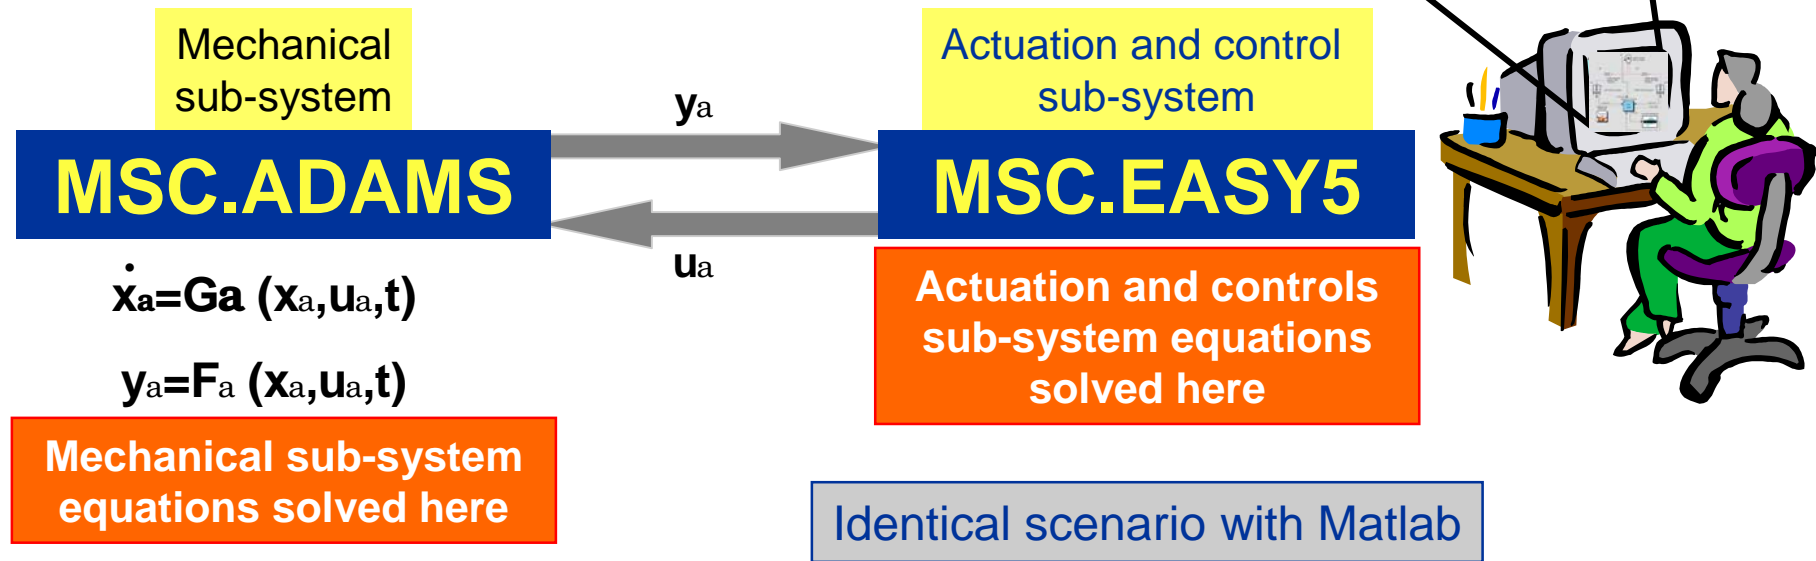 Mechanical
sub-system
MSC.ADAMS
ẋa=Ga (xa,ua,t)
ya=Fa (xa,ua,t)
Mechanical sub-system
equations solved here
ya
ua
Actuation and control
sub-system
MSC.EASY5
Actuation and controls
sub-system equations
solved here
Identical scenario with Matlab